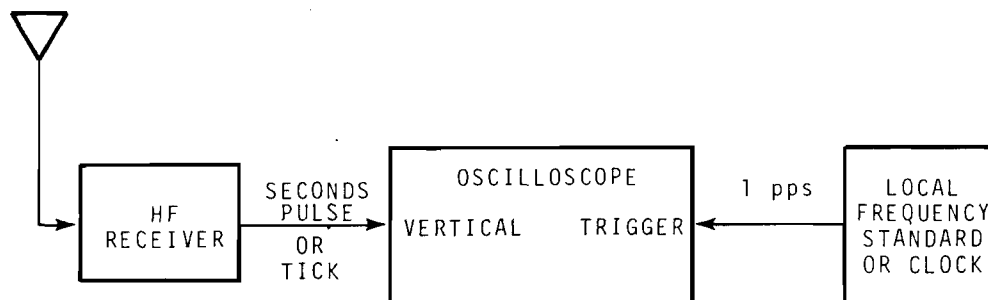 HF
RECEIVER
SECONDS
PULSE
OR
TICK
OSCILLOSCOPE
VERTICAL TRIGGER
1 pps
LOCAL
FREQUENCY
STANDARD
OR CLOCK